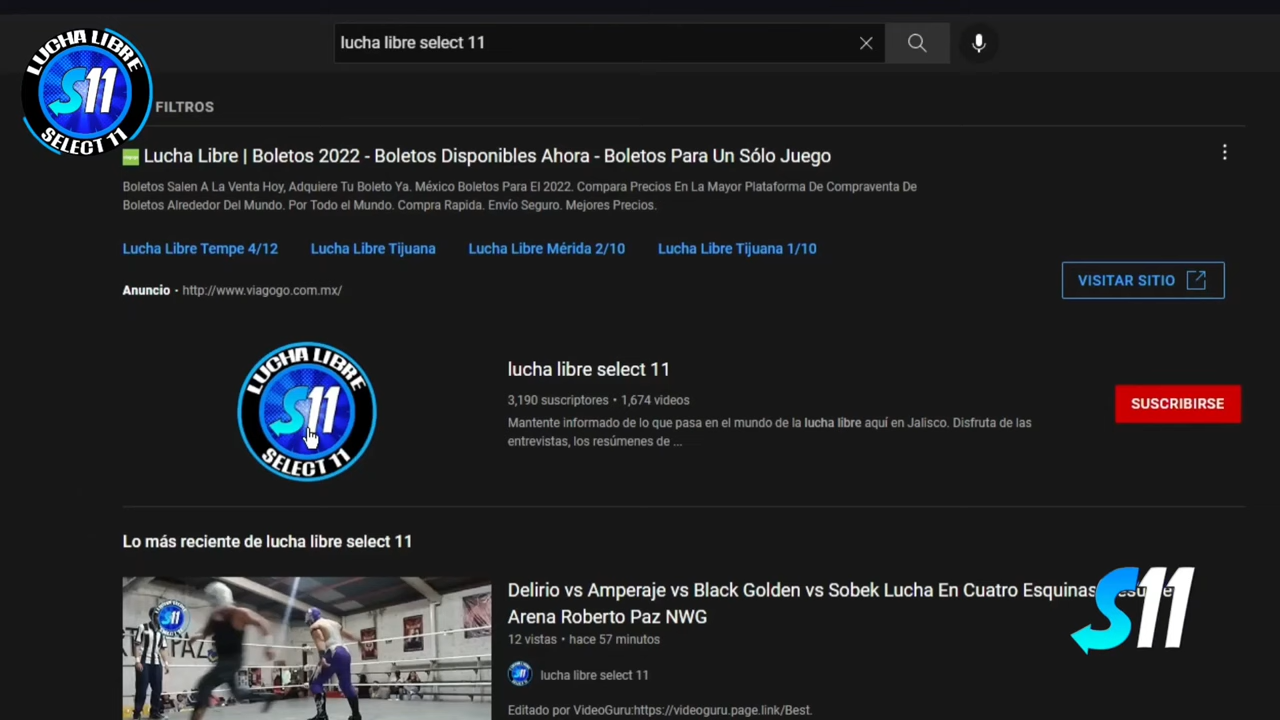 LUCHA LIBRE
S11
SELECT 11
lucha libre select 11
FILTROS
Lucha Libre | Boletos 2022 - Boletos Disponibles Ahora - Boletos Para Un Sólo Juego
Boletos Salen A La Venta Hoy, Adquiere Tu Boleto Ya. México Boletos Para El 2022. Compara Precios En La Mayor Plataforma De Compraventa De
Boletos Alrededor Del Mundo. Por Todo el Mundo. Compra Rapida. Envío Seguro. Mejores Precios.
Lucha Libre Tempe 4/12 Lucha Libre Tijuana Lucha Libre Mérida 2/10 Lucha Libre Tijuana 1/10
Anuncio · http://www.viagogo.com.mx/
VISITAR SITIO
LUCHA LIBRE
S11
SELECT 11
lucha libre select 11
3,190 suscriptores • 1,674 videos
Mantente informado de lo que pasa en el mundo de la lucha libre aquí en Jalisco. Disfruta de las
entrevistas, los resúmenes de ...
SUSCRIBIRSE
Lo más reciente de lucha libre select 11
Delirio vs Amperaje vs Black Golden vs Sobek Lucha En Cuatro Esquinas
Arena Roberto Paz NWG
12 vistas • hace 57 minutos
S11
lucha libre select 11
Editado por VideoGuru:https://videoguru.page.link/Best.
S11